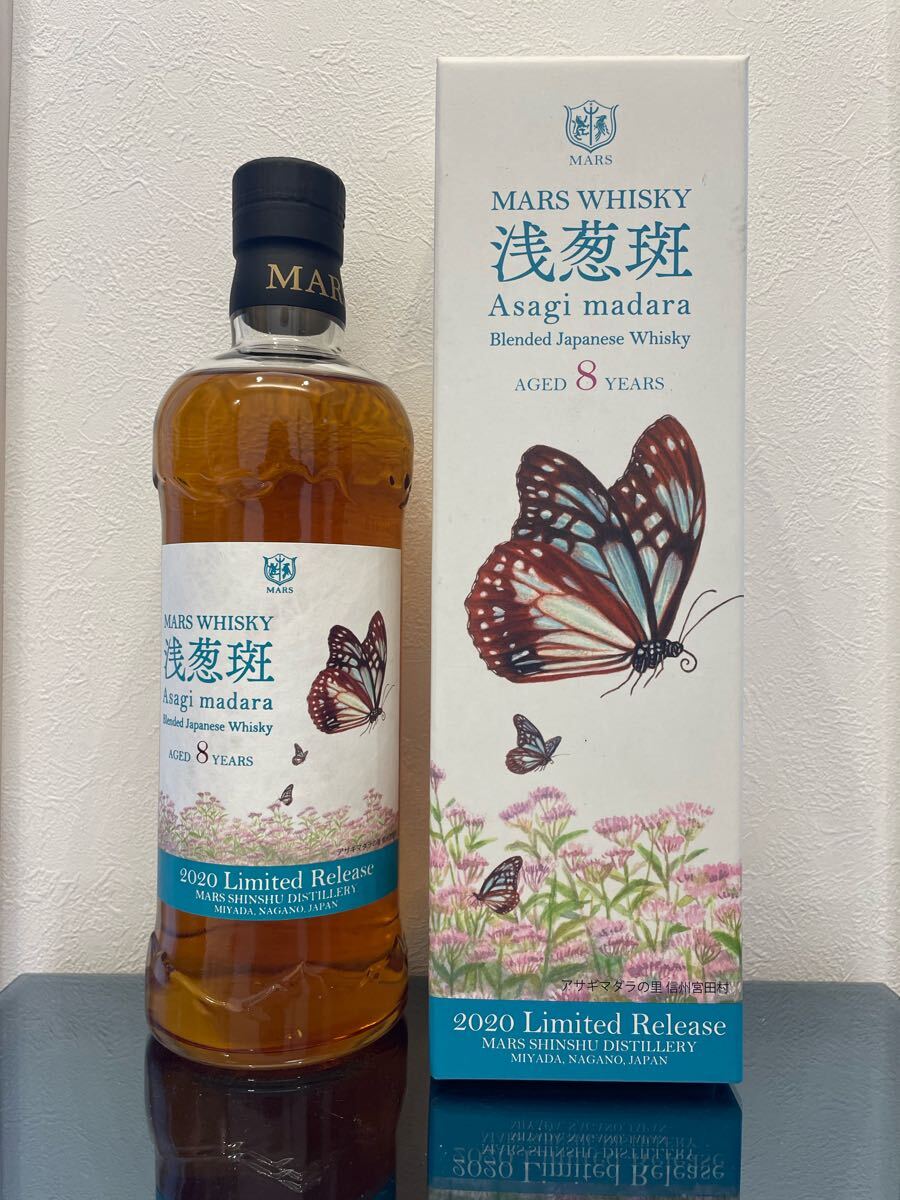 MARS
MARS
MARS WHISKY
浅葱斑
Asagi madara
Blended Japanese Whisky
AGED 8 YEARS
2020 Limited Release
MARS SHINSHU DISTILLERY
MIYADA, NAGANO, JAPAN
MARS
MARS WHISKY
浅葱斑
Asagi madara
Blended Japanese Whisky
AGED 8 YEARS
アサギマダラの里 信州宮田村
2020 Limited Release
MARS SHINSHU DISTILLERY
MIYADA, NAGANO, JAPAN